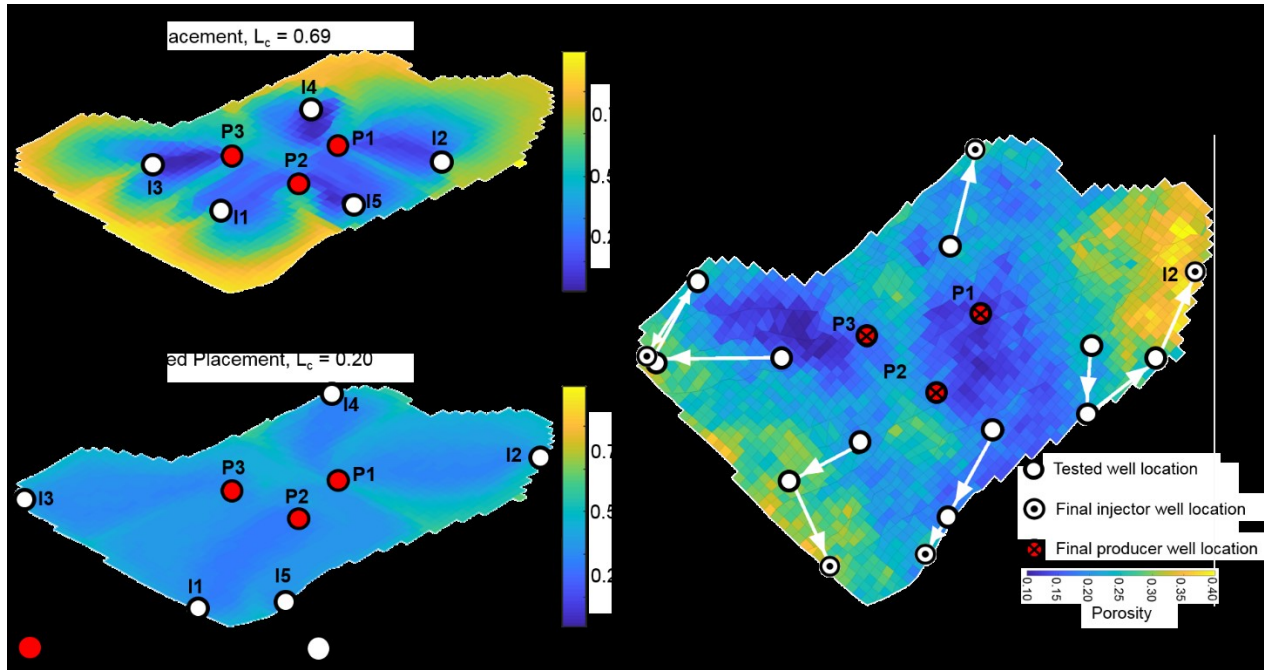 acement, Lc = 0.69
I4
P3
P1
I2
P2
I3
I1
I5
0.7
0.5
0.2
ed Placement, Lc = 0.20
I4
I2
P3
P1
P2
I3
I1
I5
0.7
0.5
0.2
I2
P1
P3
P2
Tested well location
Final injector well location
Final producer well location
0.10 0.15 0.20 0.25 0.30 0.35 0.40
Porosity